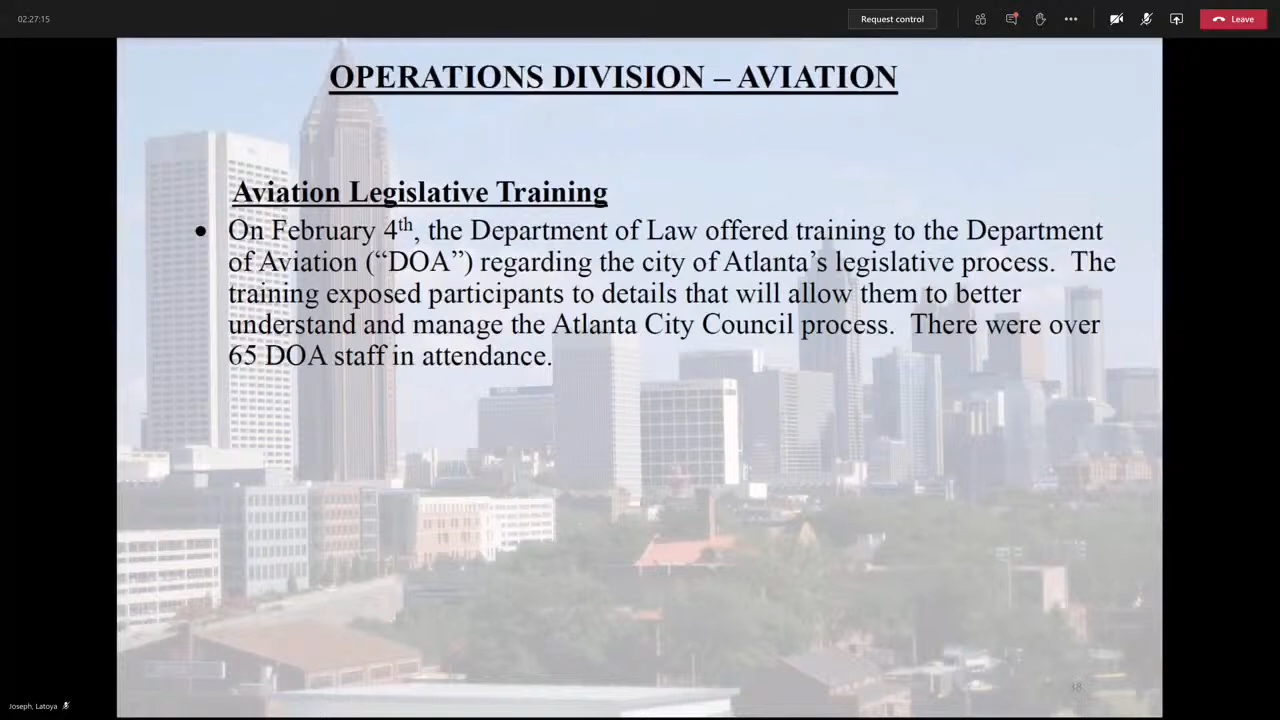 02:27:15
Request control
Leave
OPERATIONS DIVISION – AVIATION
Aviation Legislative Training
● On February 4th, the Department of Law offered training to the Department
of Aviation (“DOA”) regarding the city of Atlanta’s legislative process. The
training exposed participants to details that will allow them to better
understand and manage the Atlanta City Council process. There were over
65 DOA staff in attendance.
Joseph, Latoya